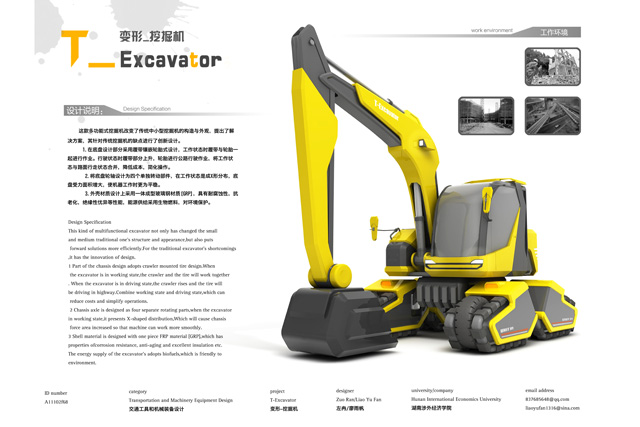 变形_挖掘机
T_
Excavator
work environment
工作环境
设计说明:
Design Specification
这款多功能式挖掘机改变了传统中小型挖掘机的构造与外观, 提出了解
决方案, 其针对传统挖掘机的缺点进行了创新设计。
1. 在底盘设计部分采用履带镶嵌轮胎式设计, 工作状态时履带与轮胎一
起进行作业。行驶状态时履带部分上升、轮胎进行公路行驶作业, 将工作状
态与路面行走状态合并, 降低成本, 简化操作。
2. 将底盘轮轴设计为四个单独转动部件, 在工作状态是成X形分布, 底
盘受力面积增大, 使机器工作时更为平稳。
3. 外壳材质设计上采用一体成型玻璃钢材质[GRP], 具有耐腐蚀性、抗
老化、绝缘性优异等性能, 能源供给采用生物燃料, 对环境保护。
Design Specification
This kind of multifunctional excavator not only has changed the small
and medium traditional one's structure and appearance,but also puts
forward solutions more efficiently.For the traditional excavator's shortcomings
,it has the innovation of design.
1 Part of the chassis design adopts crawler mounted tire design.When
the excavator is in working state,the crawler and the tire will work together
. When the excavator is in driving state,the crawler rises and the tire will
be driving in highway.Combine working state and driving state,which can
reduce costs and simplify operations.
2 Chassis axle is designed as four separate rotating parts,when the excavator
in working state,it presents X-shaped distribution,Which will cause chassis
force area increased so that machine can work more smoothly.
3 Shell material is designed with one piece FRP material [GRP],which has
properties ofcorrosion resistance, anti-aging and excellent insulation etc.
The energy supply of the excavator's adopts biofuels,which is friendly to
environment.
T-Excavator
ID number
A11102f68
category
Transportation and Machinery Equipment Design
交通工具和机械装备设计
project
T-Excavator
变形-挖掘机
designer
Zuo Ran/Liao Yu Fan
左冉/廖雨帆
university/company
Hunan International Economics University
湖南涉外经济学院
email address
837695648@qq.com
liaoyufan1316@sina.com